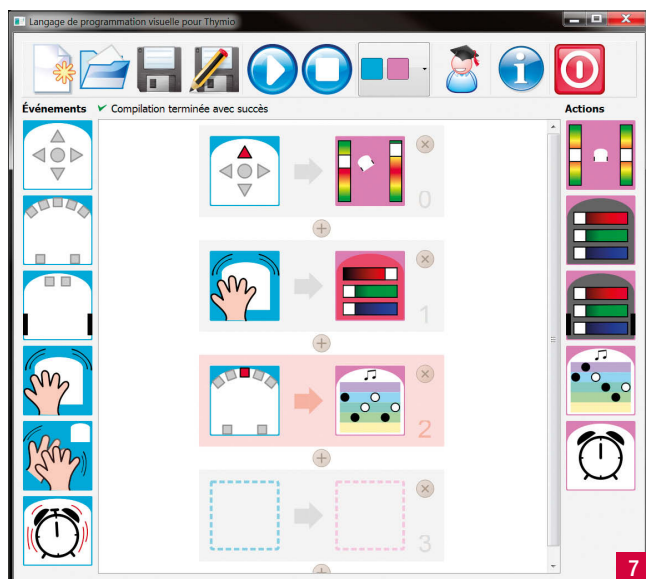 Langage de programmation visuelle pour Thymio
Événements
Compilation terminée avec succès
Actions
0
1
2
3
7